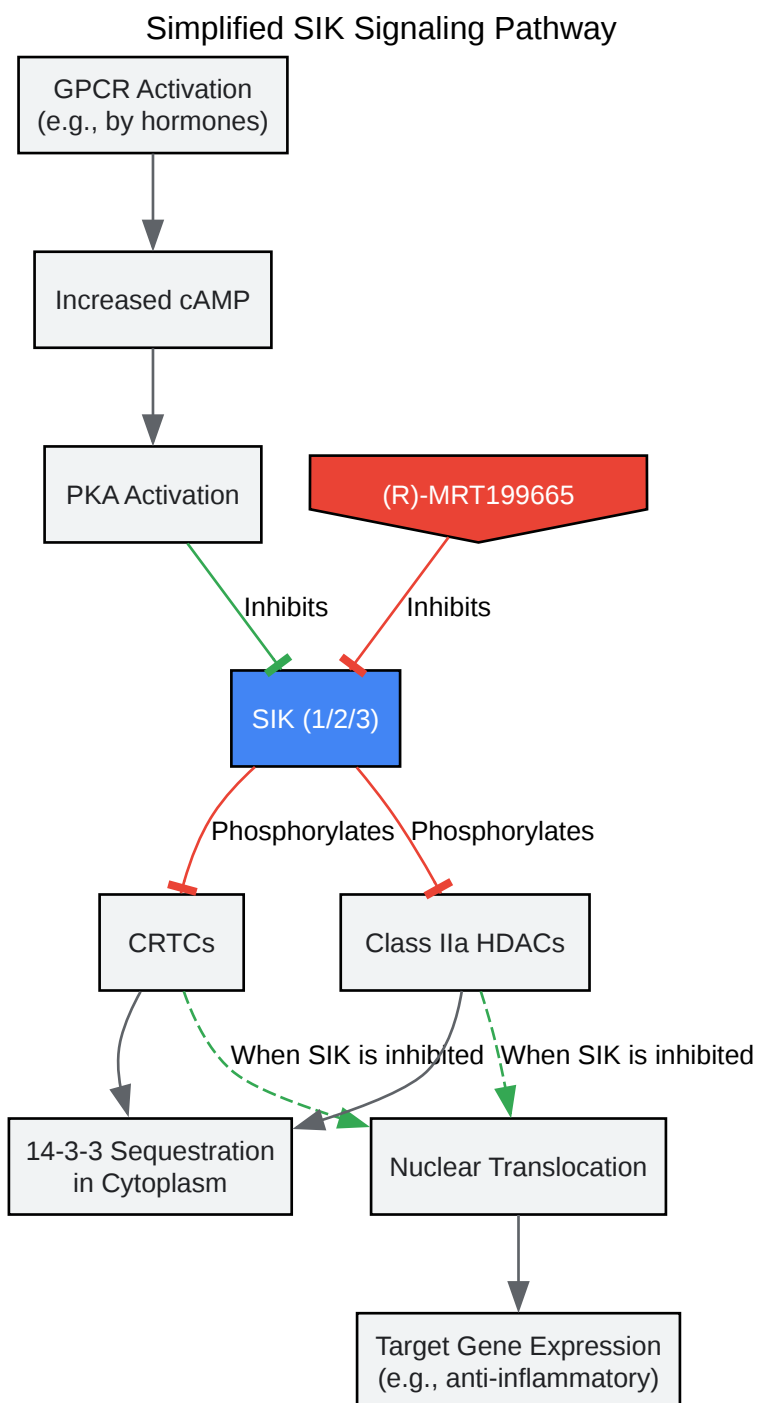 Simplified SIK Signaling Pathway
GPCR Activation
(e.g., by hormones)
Increased cAMP
PKA Activation
(R)-MRT199665
Inhibits
Inhibits
SIK (1/2/3)
Phosphorylates
Phosphorylates
CRTCs
Class IIa HDACs
When SIK is inhibited
When SIK is inhibited
14-3-3 Sequestration
in Cytoplasm
Nuclear Translocation
Target Gene Expression
(e.g., anti-inflammatory)